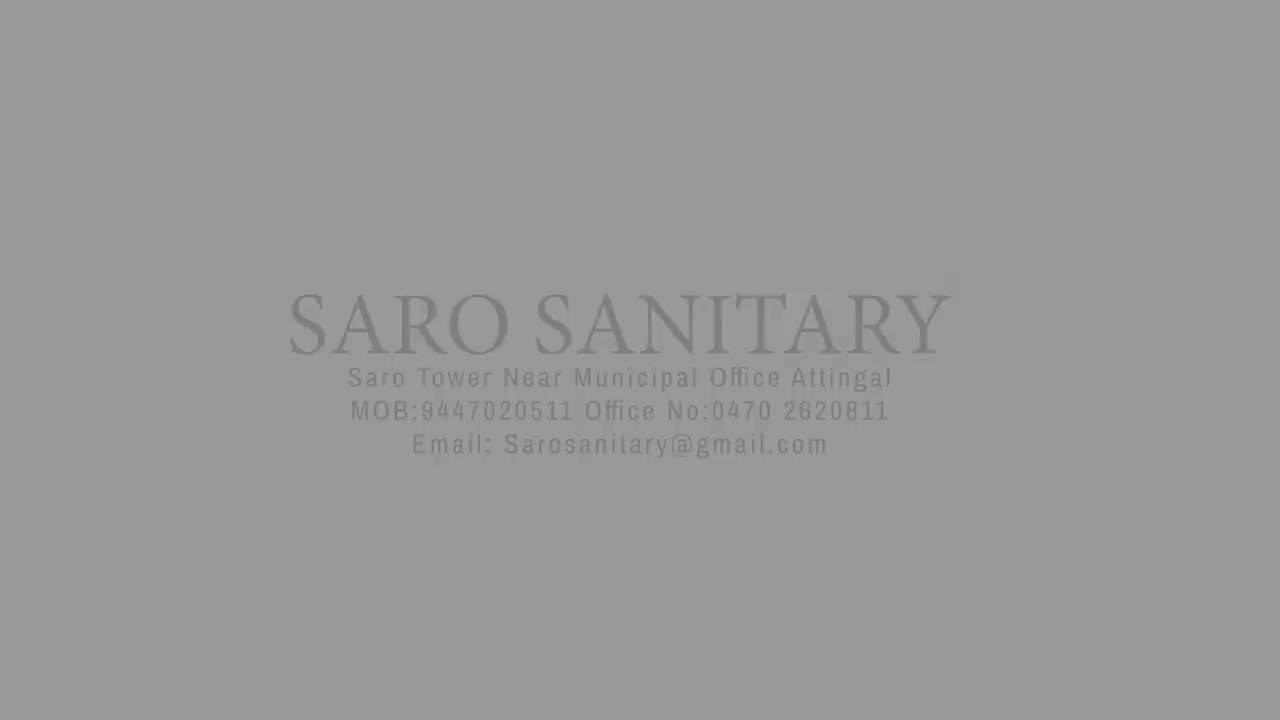 SARO SANITARY
Saro Tower Near Municipal Office Attingal
MOB:9447020511 Office No:0470 2620811
Email: Sarosanitary@gmail.com